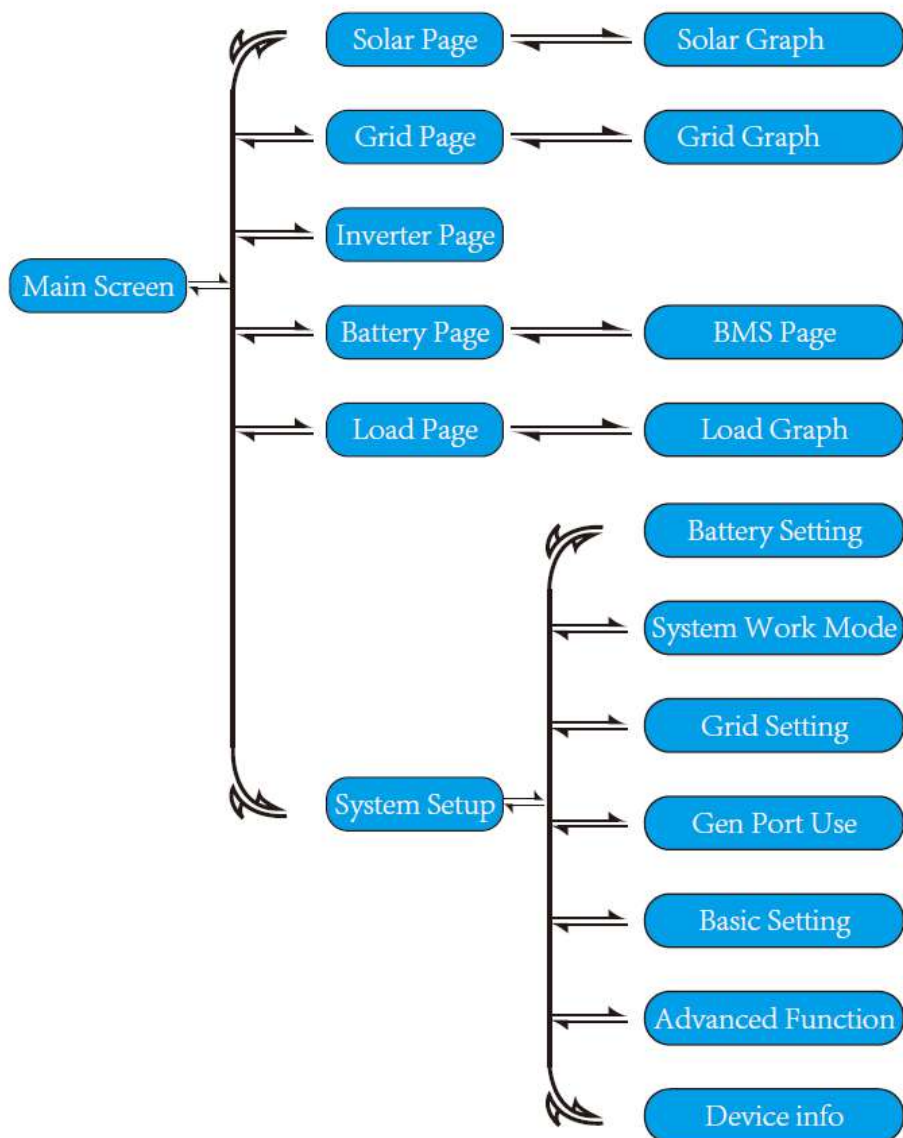 Solar Page
Solar Graph
Grid Page
Grid Graph
Inverter Page
Main Screen
Battery Page
BMS Page
Load Page
Load Graph
Battery Setting
System Work Mode
Grid Setting
System Setup
Gen Port Use
Basic Setting
Advanced Function
Device info